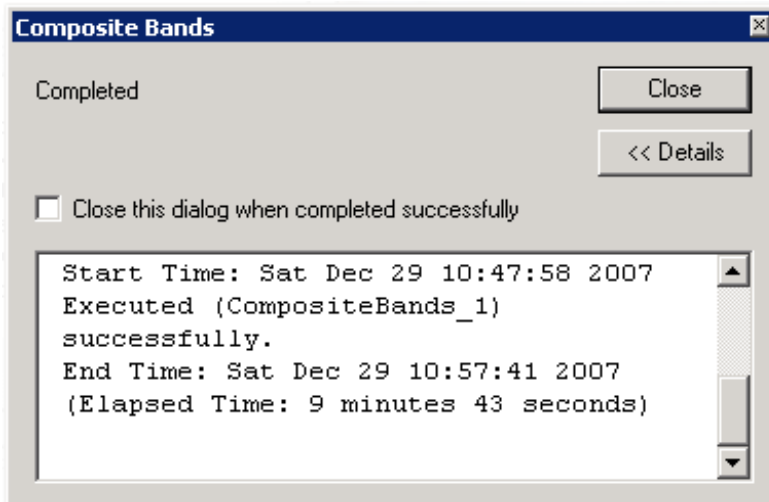 Composite Bands
Completed
Close
<< Details
Close this dialog when completed successfully
Start Time: Sat Dec 29 10:47:58 2007
Executed (CompositeBands_1)
successfully.
End Time: Sat Dec 29 10:57:41 2007
(Elapsed Time: 9 minutes 43 seconds)